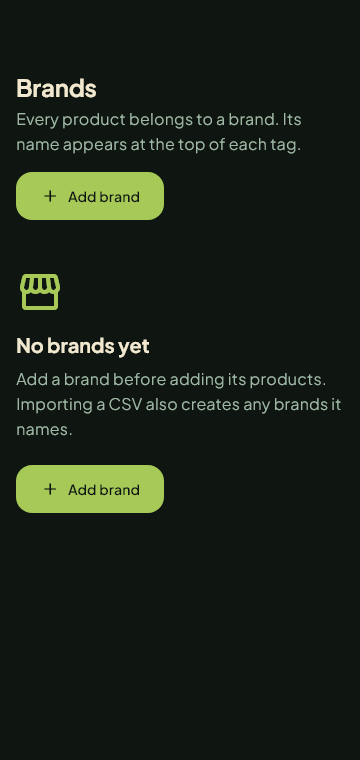 Brands
Every product belongs to a brand. Its
name appears at the top of each tag.
+ Add brand
No brands yet
Add a brand before adding its products.
Importing a CSV also creates any brands it
names.
+ Add brand